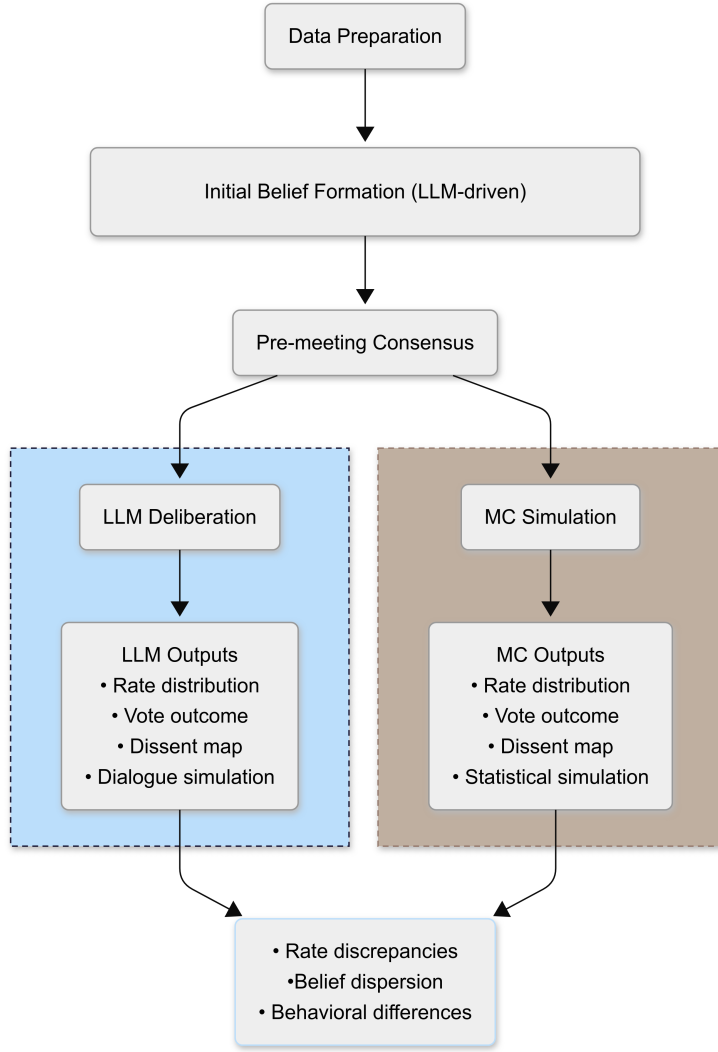 Data Preparation
Initial Belief Formation (LLM-driven)
Pre-meeting Consensus
LLM Deliberation
MC Simulation
LLM Outputs
• Rate distribution
• Vote outcome
• Dissent map
• Dialogue simulation
MC Outputs
• Rate distribution
• Vote outcome
• Dissent map
• Statistical simulation
• Rate discrepancies
•Belief dispersion
• Behavioral differences